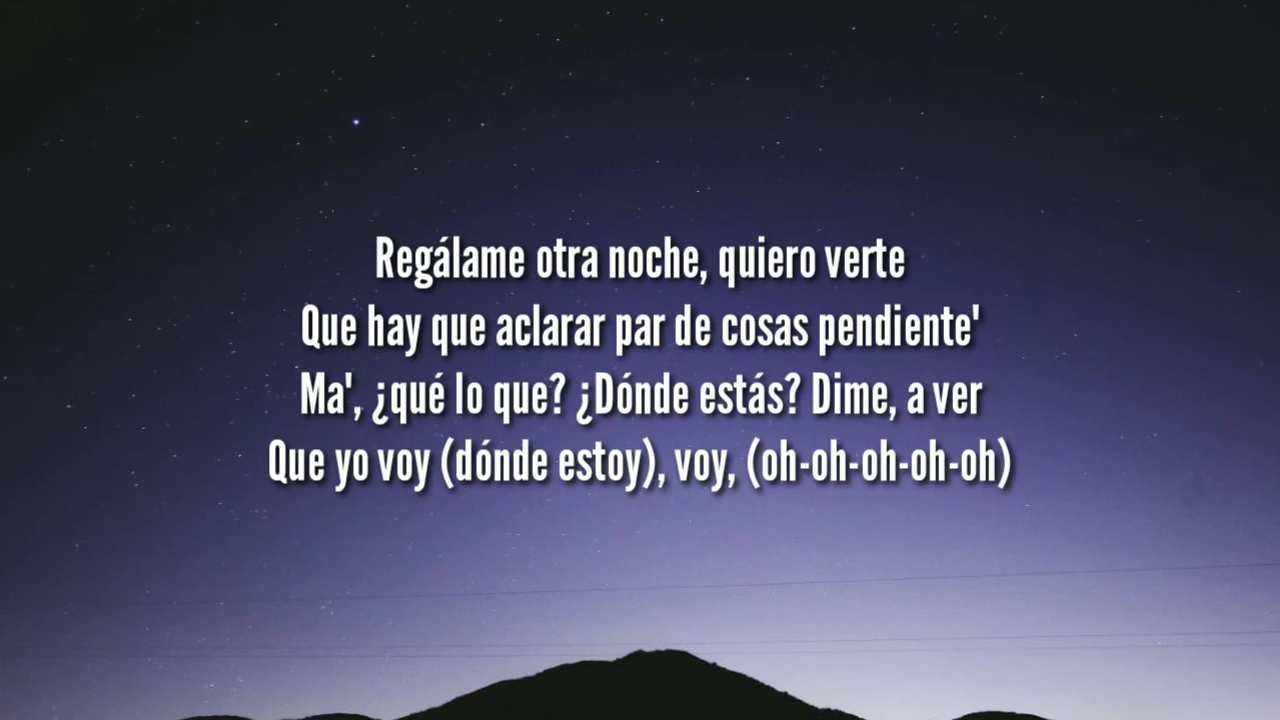 Regálame otra noche, quiero verte
Que hay que aclarar par de cosas pendiente'
Ma', ¿qué lo que? ¿Dónde estás? Dime, a ver
Que yo voy (dónde estoy), voy, (oh-oh-oh-oh-oh)